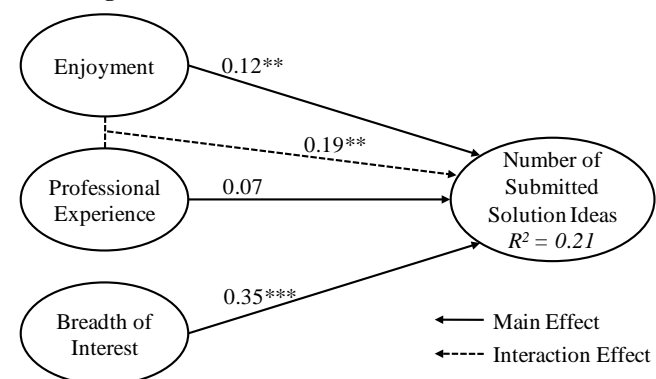 Enjoyment
0.12**
0.19**
Professional
Experience
0.07
Number of
Submitted
Solution Ideas
R² = 0.21
0.35***
Breadth of
Interest
Main Effect
Interaction Effect